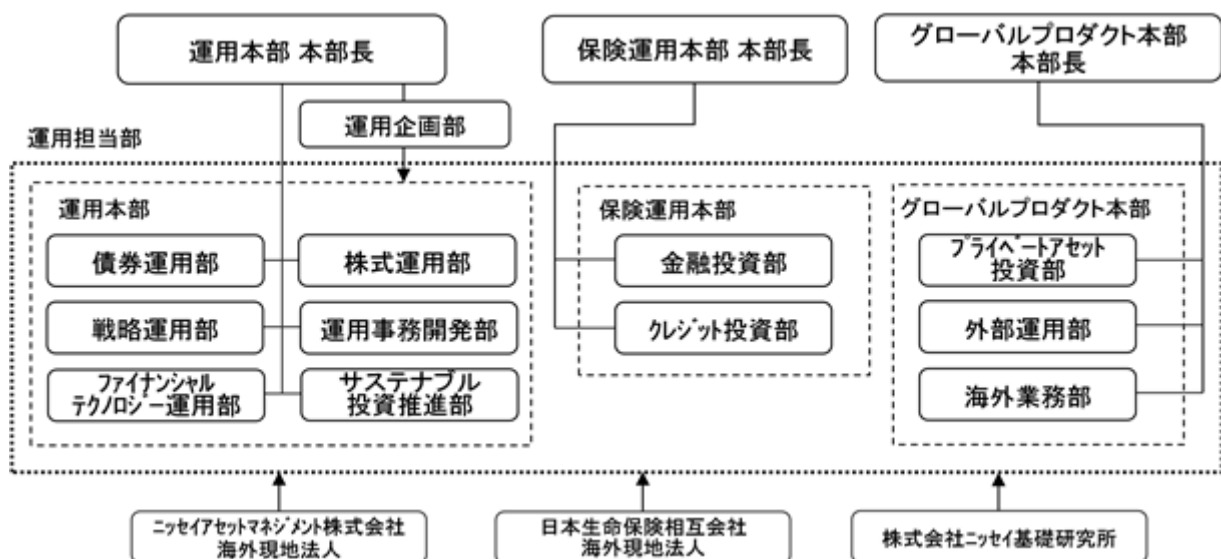 運用本部 本部長
保険運用本部 本部長
グローバルプロダクト本部
本部長
運用企画部
運用担当部
運用本部
債券運用部
株式運用部
戦略運用部
運用事務開発部
ファイナンシャル
テクノロジー運用部
サステナブル
投資推進部
保険運用本部
金融投資部
クレジット投資部
グローバルプロダクト本部
プライベートアセット
投資部
外部運用部
海外業務部
ニッセイアセットマネジメント株式会社
海外現地法人
日本生命保険相互会社
海外現地法人
株式会社ニッセイ基礎研究所